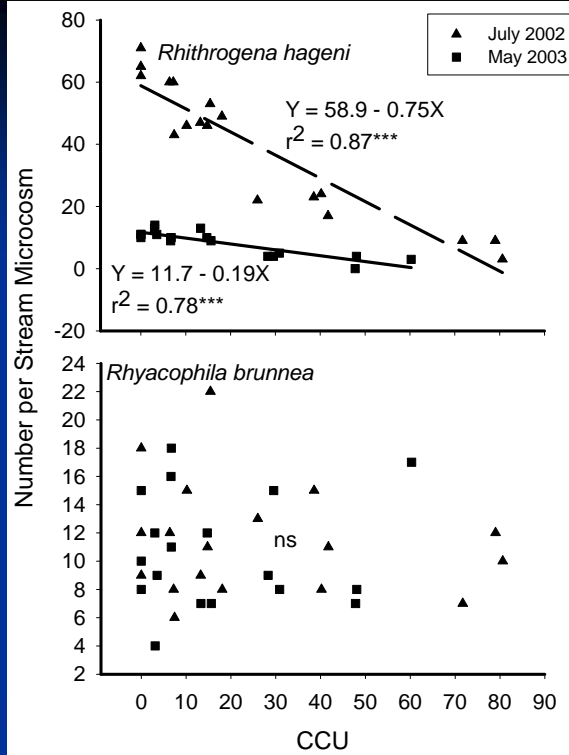 July 2002
May 2003
Rhithrogena hageni
Y = 58.9 - 0.75X
r² = 0.87***
Y = 11.7 - 0.19X
r² = 0.78***
80
60
40
20
0
-20
Number per Stream Microcosm
Rhyacophila brunnea
ns
24
22
20
18
16
14
12
10
8
6
4
2
0 10 20 30 40 50 60 70 80 90
CCU